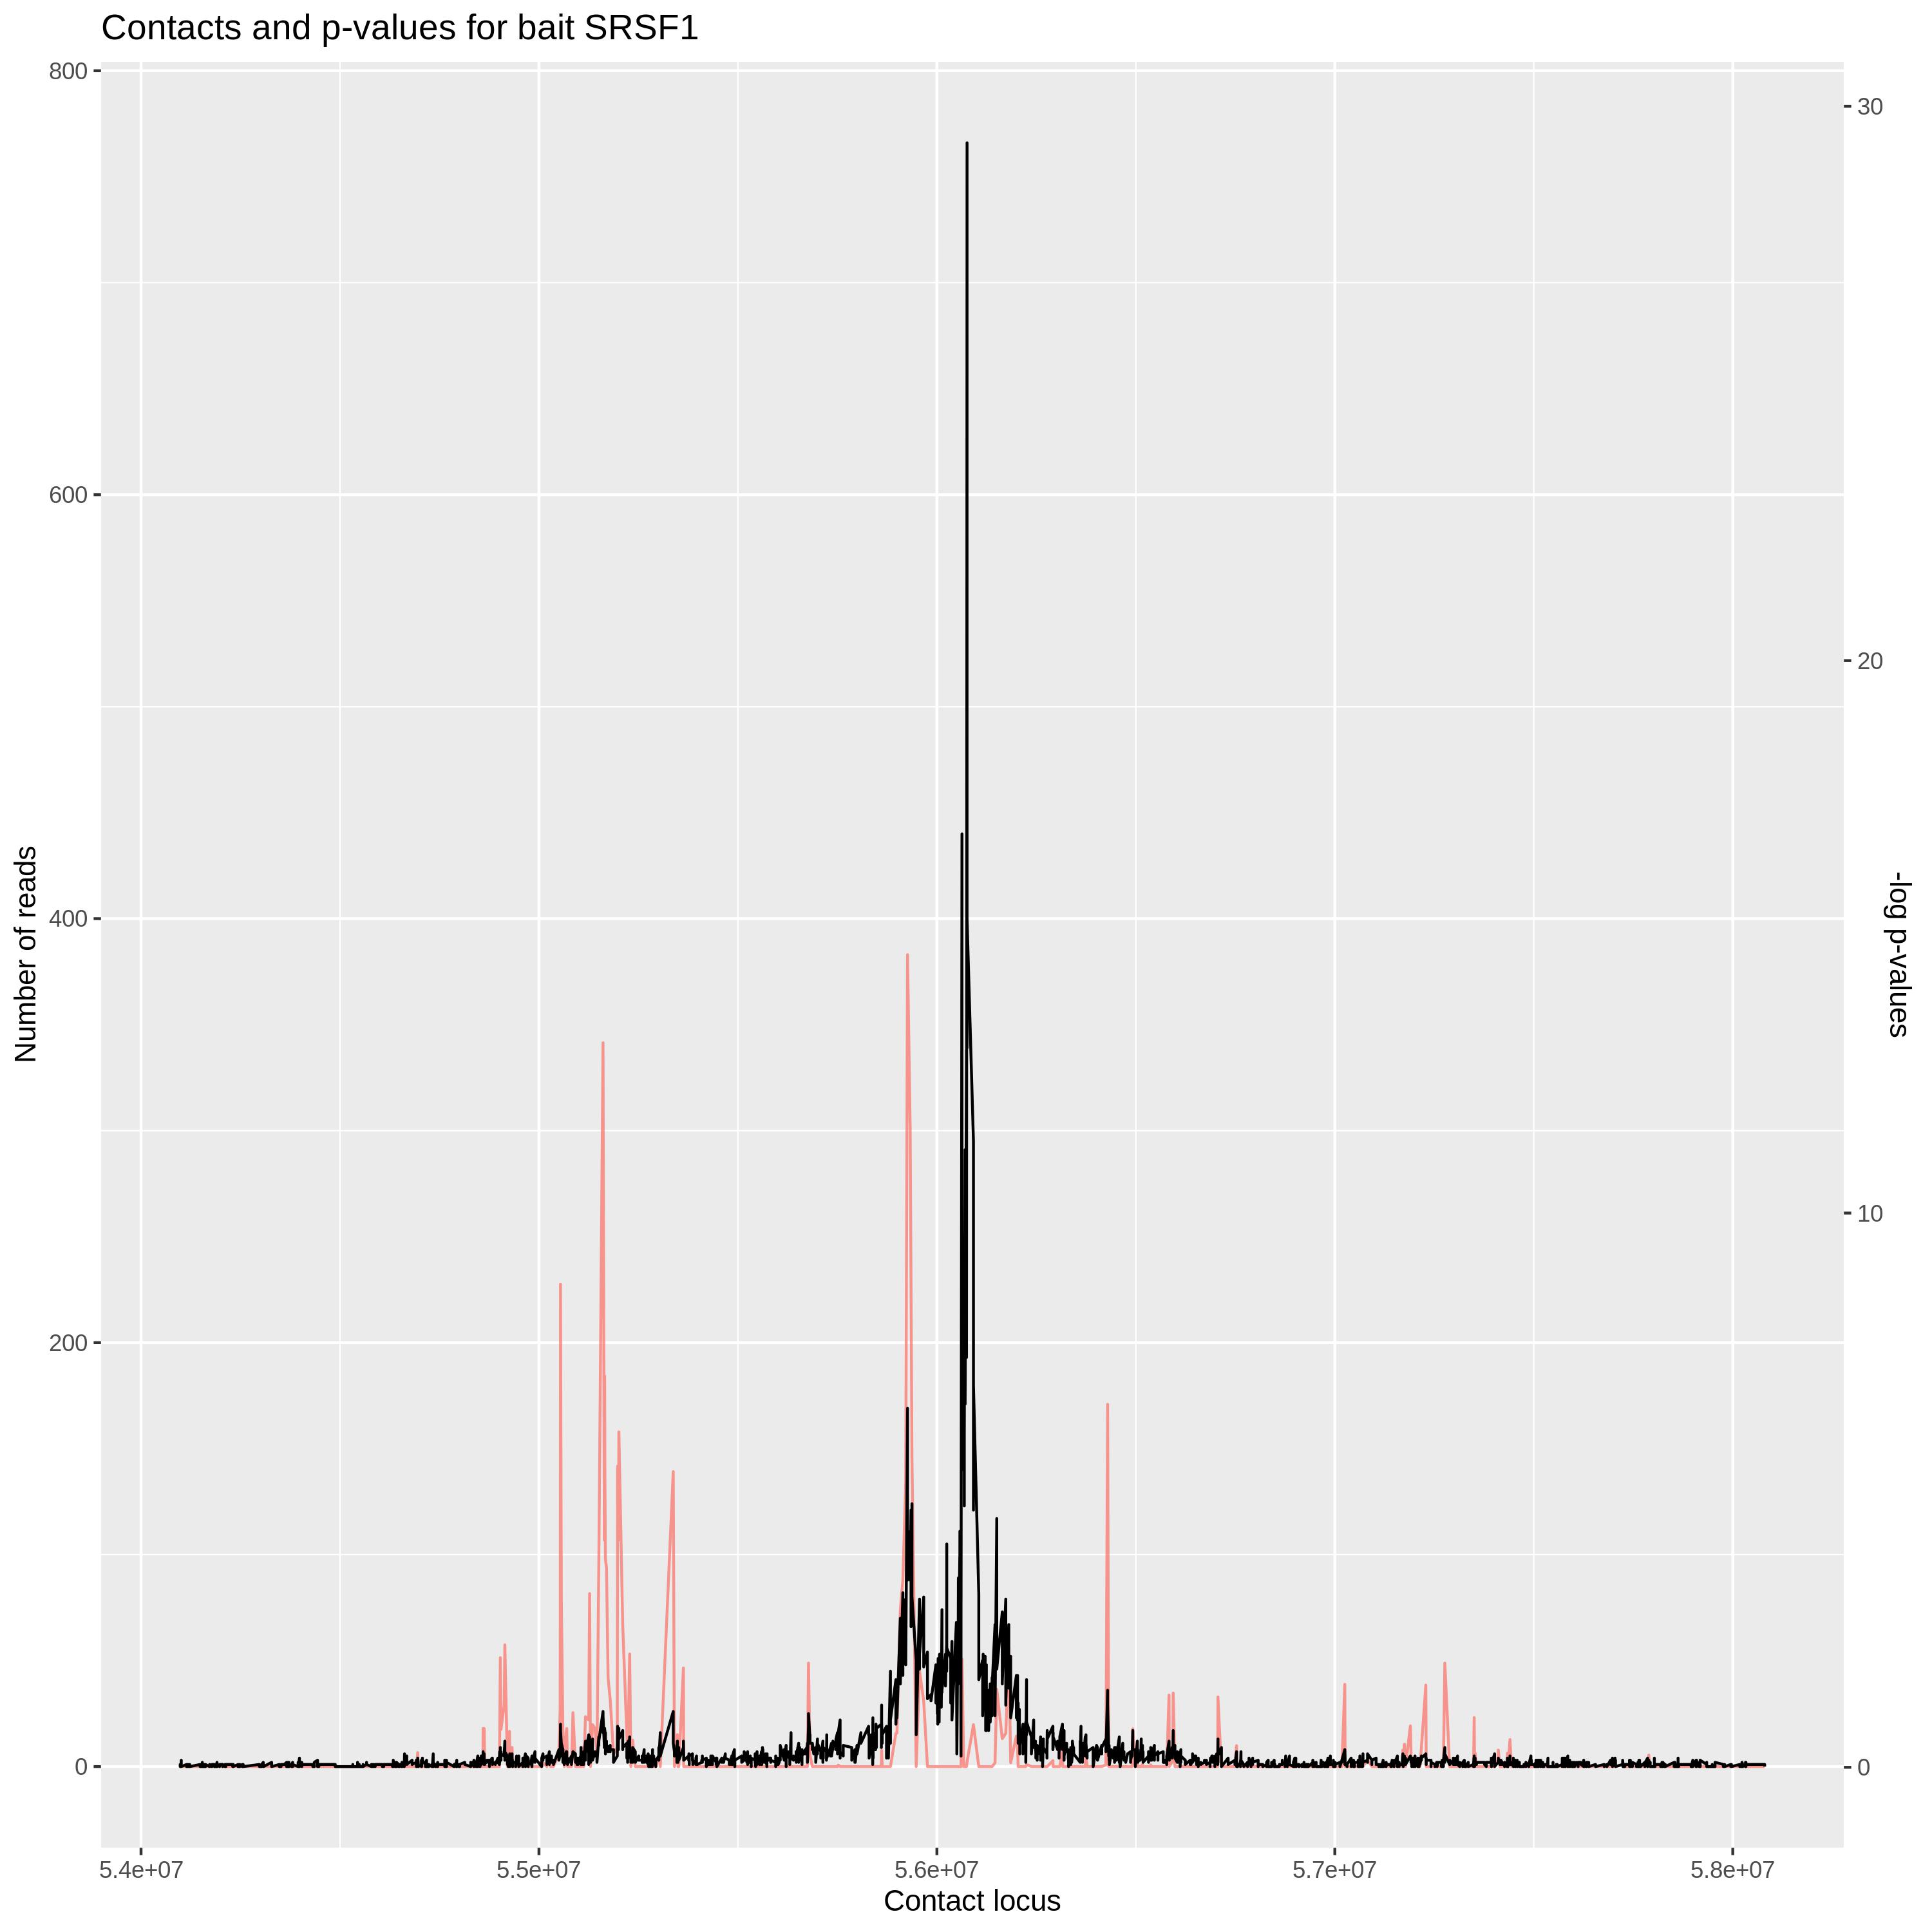 Contacts and p-values for bait SRSF1
800
600
400
200
0
Number of reads
30
20
10
0
-log p-values
5.4e+07
5.5e+07
5.6e+07
5.7e+07
5.8e+07
Contact locus